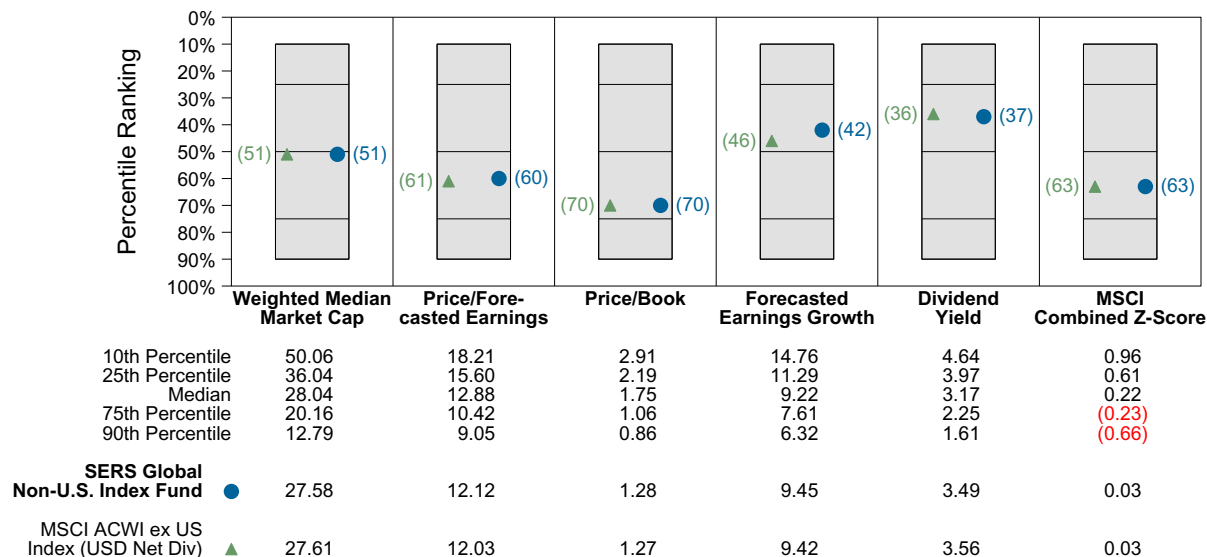 0%
10%
20%
30%
40%
50%
60%
70%
80%
90%
100%
Percentile Ranking
(51) (51)
(61) (60)
(70) (70)
(46) (42)
(36) (37)
(63) (63)
Weighted Median
Market Cap
Price/Fore-
casted Earnings
Price/Book
Forecasted
Earnings Growth
Dividend
Yield
MSCI
Combined Z-Score
10th Percentile 50.06 18.21 2.91 14.76 4.64 0.96
25th Percentile 36.04 15.60 2.19 11.29 3.97 0.61
Median 28.04 12.88 1.75 9.22 3.17 0.22
75th Percentile 20.16 10.42 1.06 7.61 2.25 (0.23)
90th Percentile 12.79 9.05 0.86 6.32 1.61 (0.66)
SERS Global
Non-U.S. Index Fund 27.58 12.12 1.28 9.45 3.49 0.03
MSCI ACWI ex US
Index (USD Net Div) 27.61 12.03 1.27 9.42 3.56 0.03